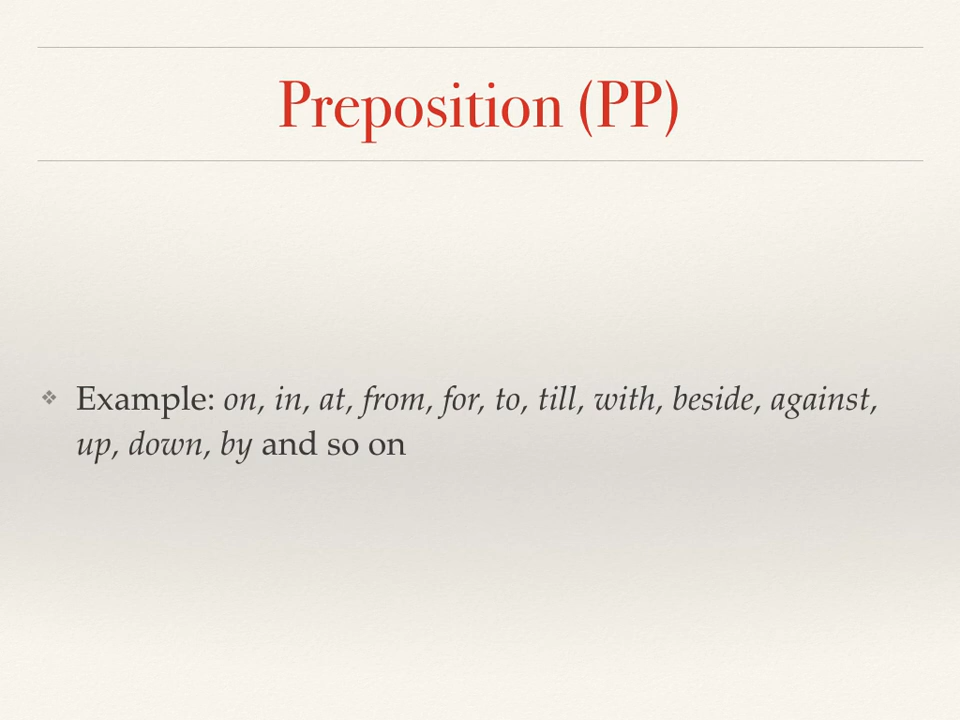 Preposition (PP)
❖ Example: on, in, at, from, for, to, till, with, beside, against,
up, down, by and so on